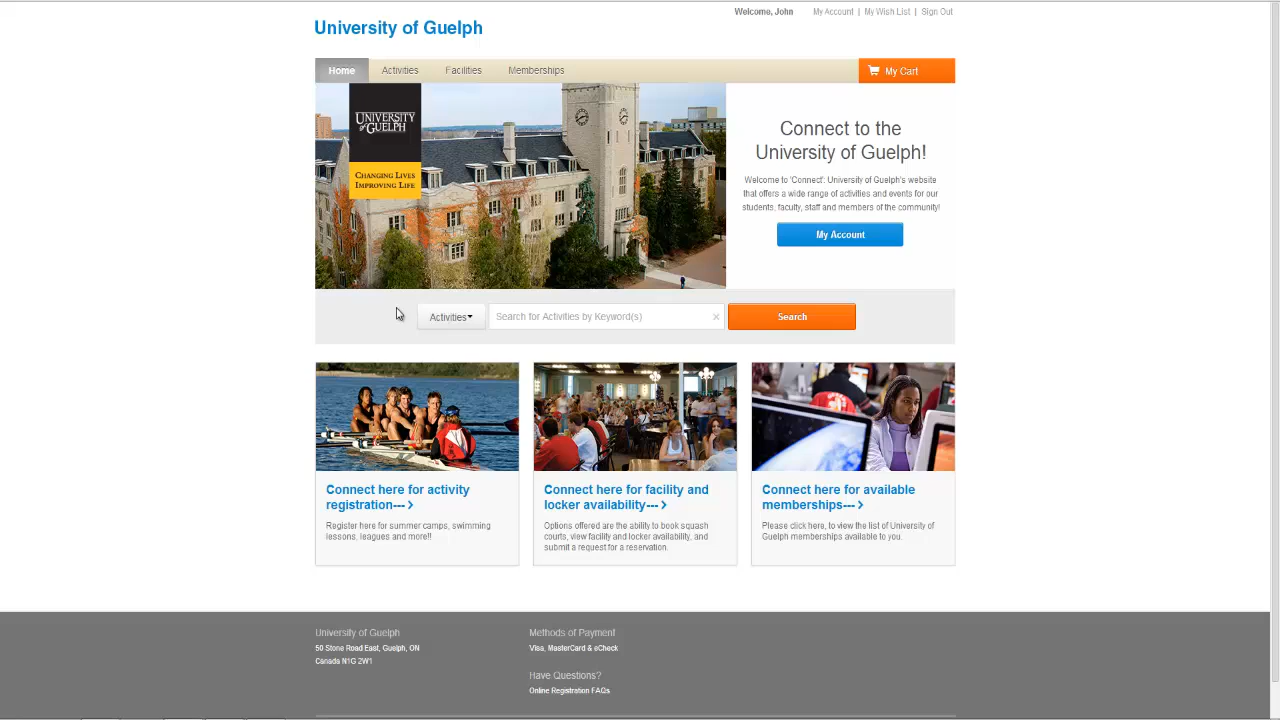 Welcome, John My Account | My Wish List | Sign Out
University of Guelph
Home Activities Facilities Memberships My Cart
UNIVERSITY
OF GUELPH
CHANGING LIVES
IMPROVING LIFE
Connect to the
University of Guelph!
Welcome to 'Connect': University of Guelph's website
that offers a wide range of activities and events for our
students, faculty, staff and members of the community!
My Account
Activities Search for Activities by Keyword(s) × Search
Connect here for activity
registration--- >
Register here for summer camps, swimming
lessons, leagues and more!!
Connect here for facility and
locker availability--- >
Options offered are the ability to book squash
courts, view facility and locker availability, and
submit a request for a reservation.
Connect here for available
memberships--- >
Please click here, to view the list of University of
Guelph memberships available to you.
University of Guelph
50 Stone Road East, Guelph, ON
Canada N1G 2W1
Methods of Payment
Visa, MasterCard & eCheck
Have Questions?
Online Registration FAQs